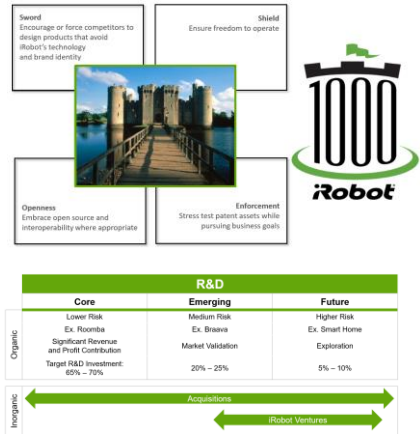 Sword
Encourage or force competitors to
design products that avoid
iRobot's technology
and brand identity
Shield
Ensure freedom to operate
1000
iRobot
Openness
Embrace open source and
interoperability where appropriate
Enforcement
Stress test patent assets while
pursuing business goals
R&D
Core Emerging Future
Organic
Lower Risk Medium Risk Higher Risk
Ex. Roomba Ex. Braava Ex. Smart Home
Significant Revenue
and Profit Contribution Market Validation Exploration
Target R&D Investment:
65% – 70% 20% – 25% 5% – 10%
Inorganic
Acquisitions
iRobot Ventures